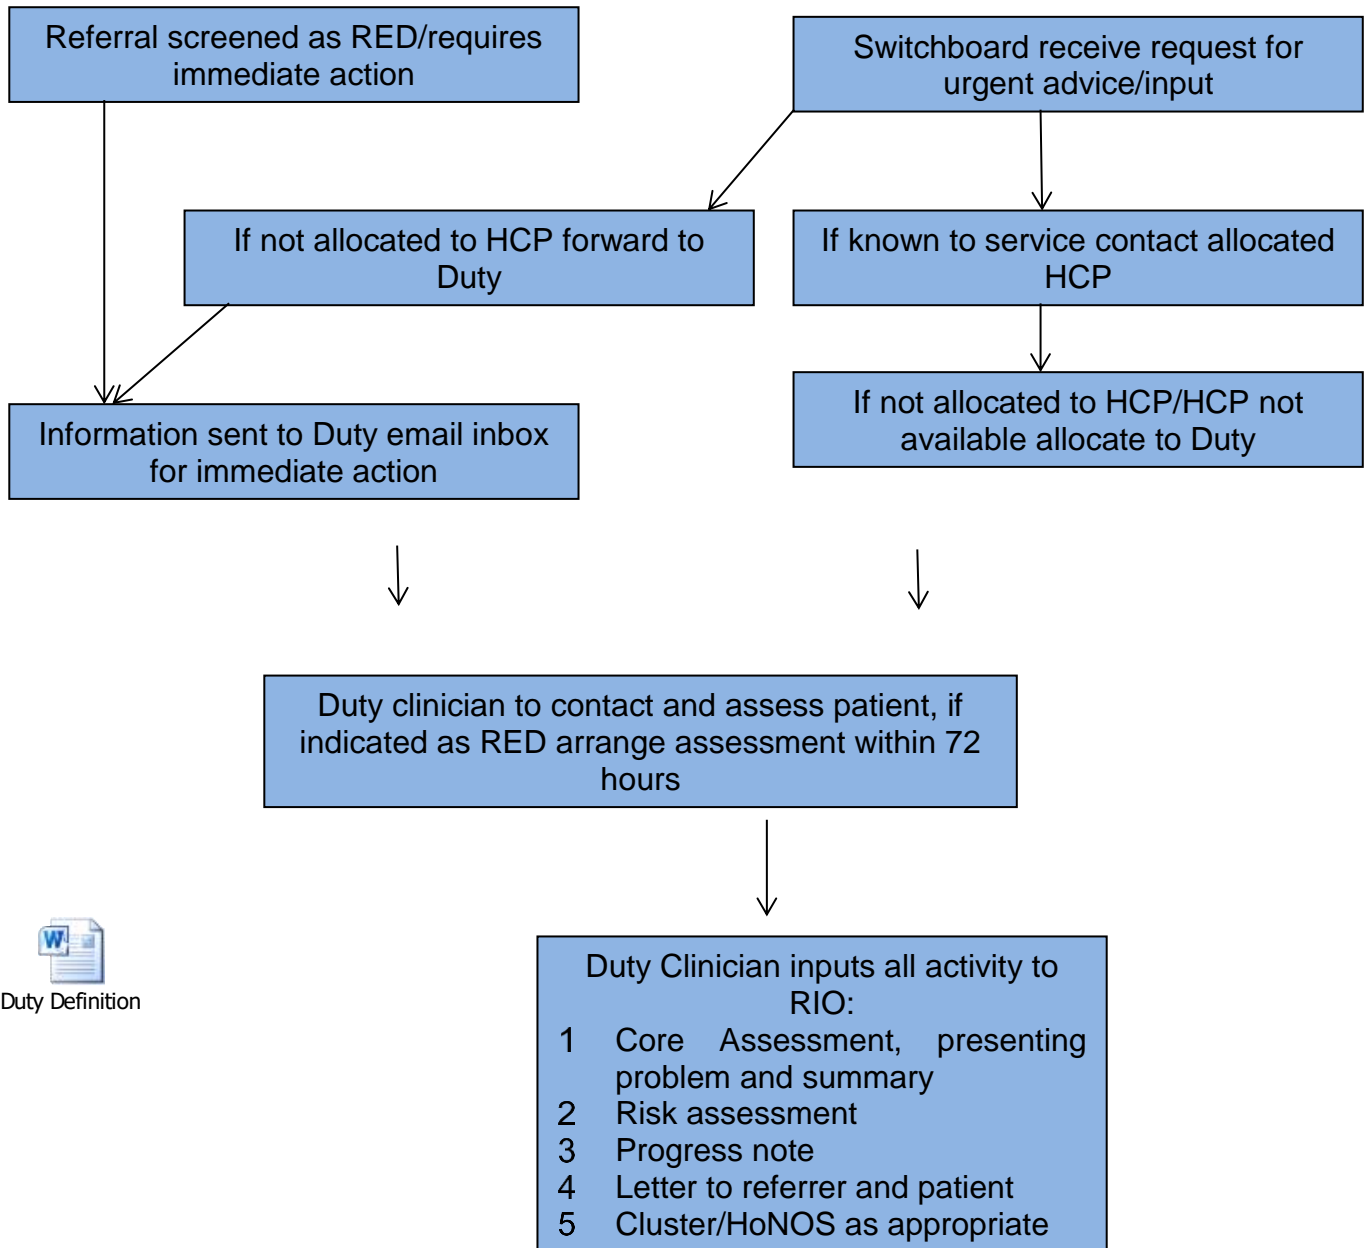 Referral screened as RED/requires
immediate action
Switchboard receive request for
urgent advice/input
If not allocated to HCP forward to
Duty
If known to service contact allocated
HCP
Information sent to Duty email inbox
for immediate action
If not allocated to HCP/HCP not
available allocate to Duty
Duty clinician to contact and assess patient, if
indicated as RED arrange assessment within 72
hours
W
Duty Definition
Duty Clinician inputs all activity to
RIO:
1 Core Assessment, presenting
problem and summary
2 Risk assessment
3 Progress note
4 Letter to referrer and patient
5 Cluster/HoNOS as appropriate